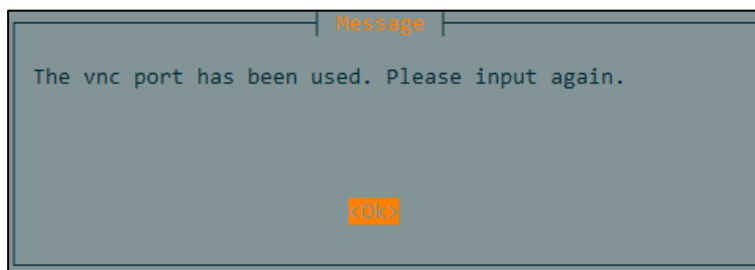 Message
The vnc port has been used. Please input again.
<Ok>